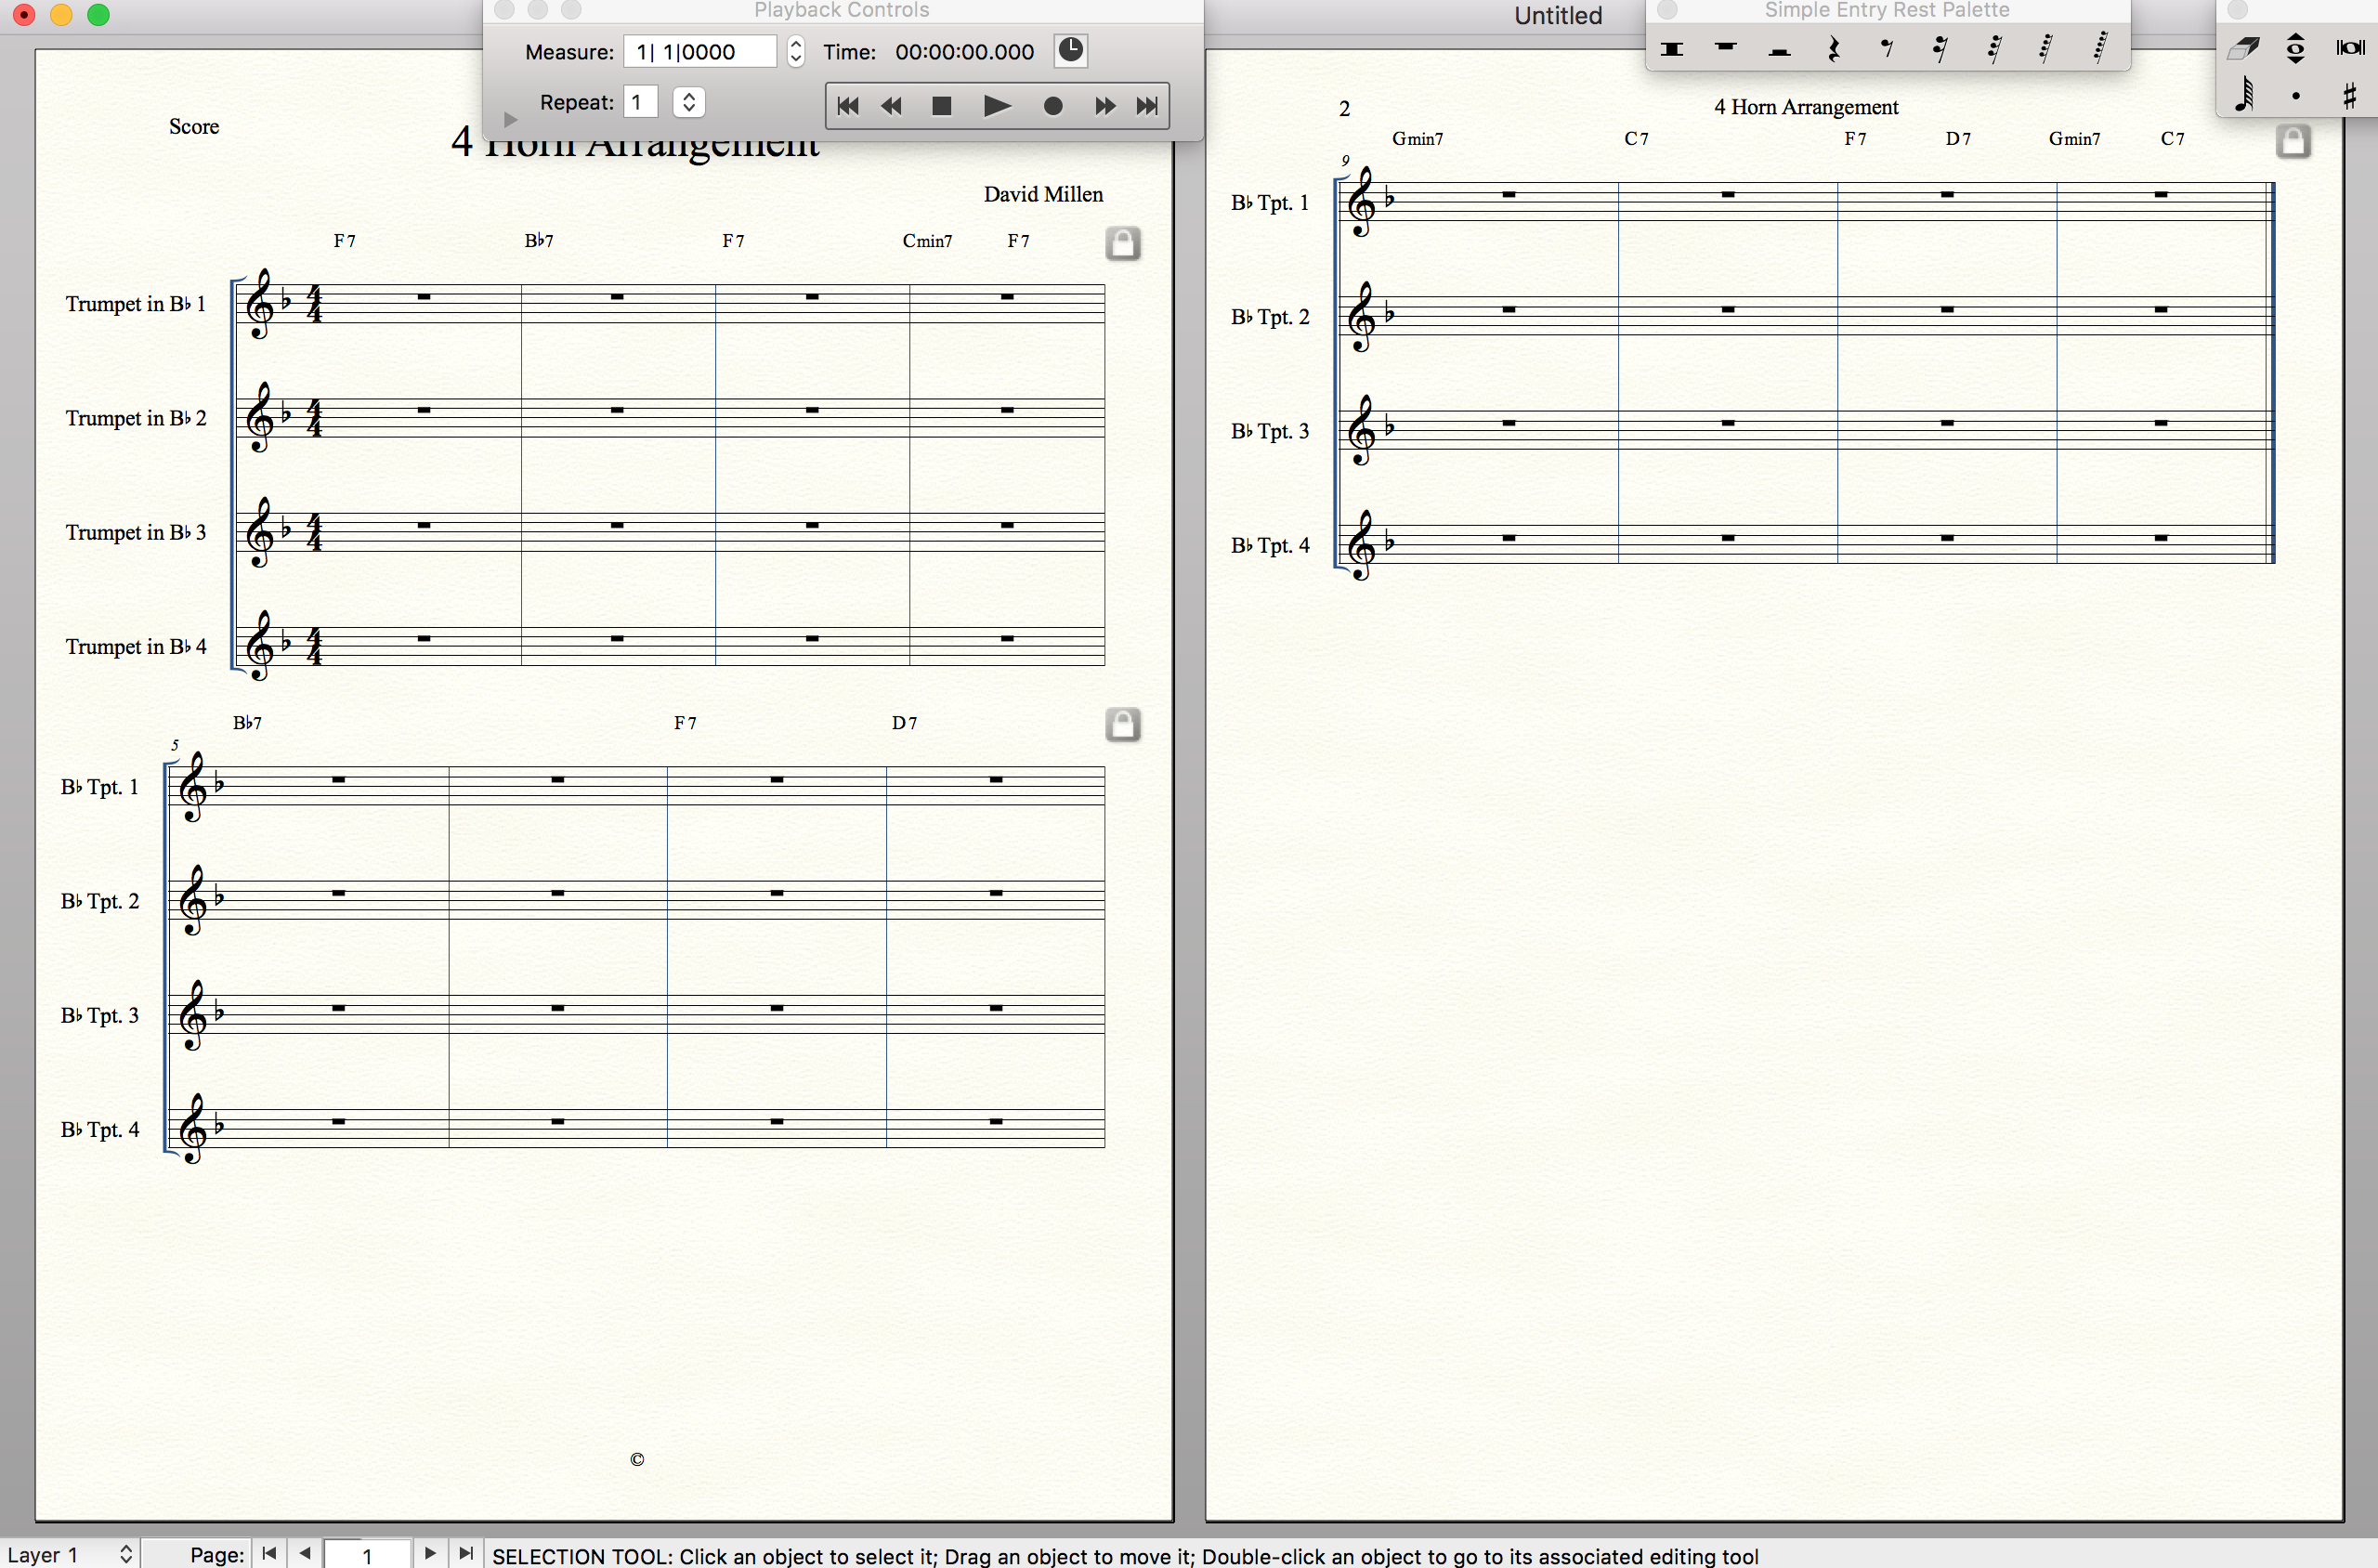 Playback Controls
Untitled
Simple Entry Rest Palette
Measure: 1| 1|0000 Time: 00:00:00.000
Repeat: 1
Score
4 Horn Arrangement
David Millen
F7 B♭7 F7 Cmin7 F7
Trumpet in B♭ 1
Trumpet in B♭ 2
Trumpet in B♭ 3
Trumpet in B♭ 4
B♭7 F7 D7
5
B♭ Tpt. 1
B♭ Tpt. 2
B♭ Tpt. 3
B♭ Tpt. 4
©
2 4 Horn Arrangement
Gmin7 C7 F7 D7 Gmin7 C7
9
B♭ Tpt. 1
B♭ Tpt. 2
B♭ Tpt. 3
B♭ Tpt. 4
Layer 1 Page: 1 SELECTION TOOL: Click an object to select it; Drag an object to move it; Double-click an object to go to its associated editing tool